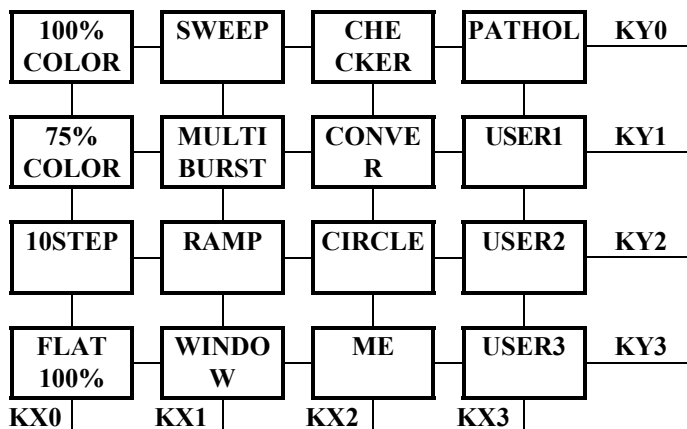 100% COLOR
SWEEP
CHE
CKER
PATHOL
KY0
75% COLOR
MULTI BURST
CONVE
R
USER1
KY1
10STEP
RAMP
CIRCLE
USER2
KY2
FLAT 100%
WINDO
W
ME
USER3
KY3
KX0
KX1
KX2
KX3